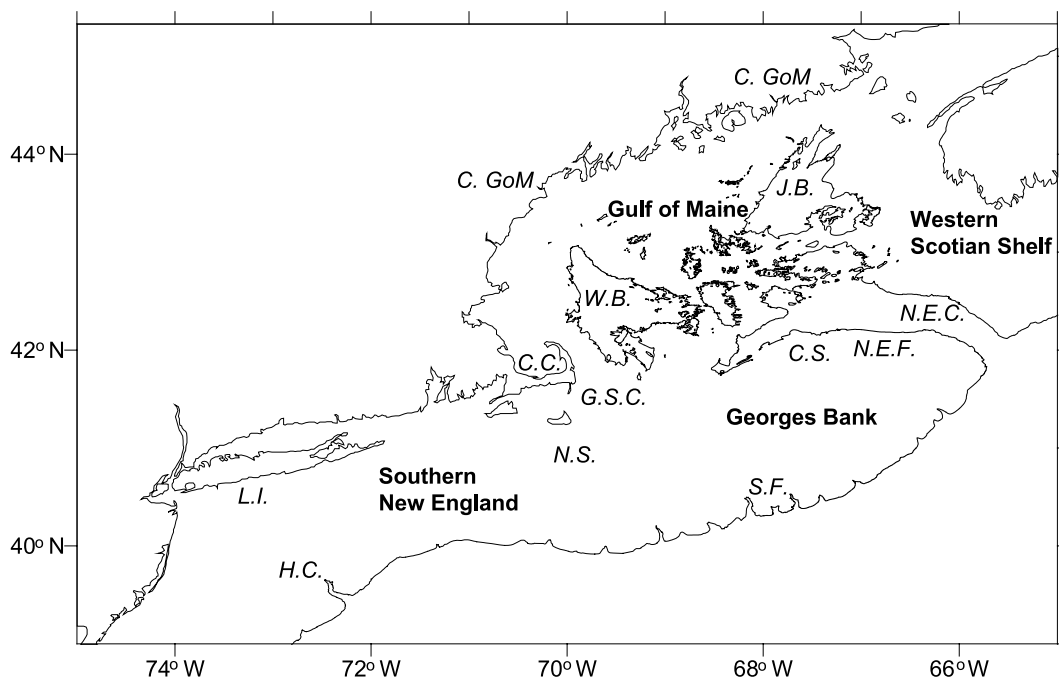 C. GoM
44° N
C. GoM
J.B.
Gulf of Maine
Western
Scotian Shelf
W.B.
N.E.C.
42° N
C.S.
N.E.F.
C.C.
G.S.C.
Georges Bank
N.S.
Southern
New England
L.I.
S.F.
40° N
H.C.
74° W
72° W
70° W
68° W
66° W